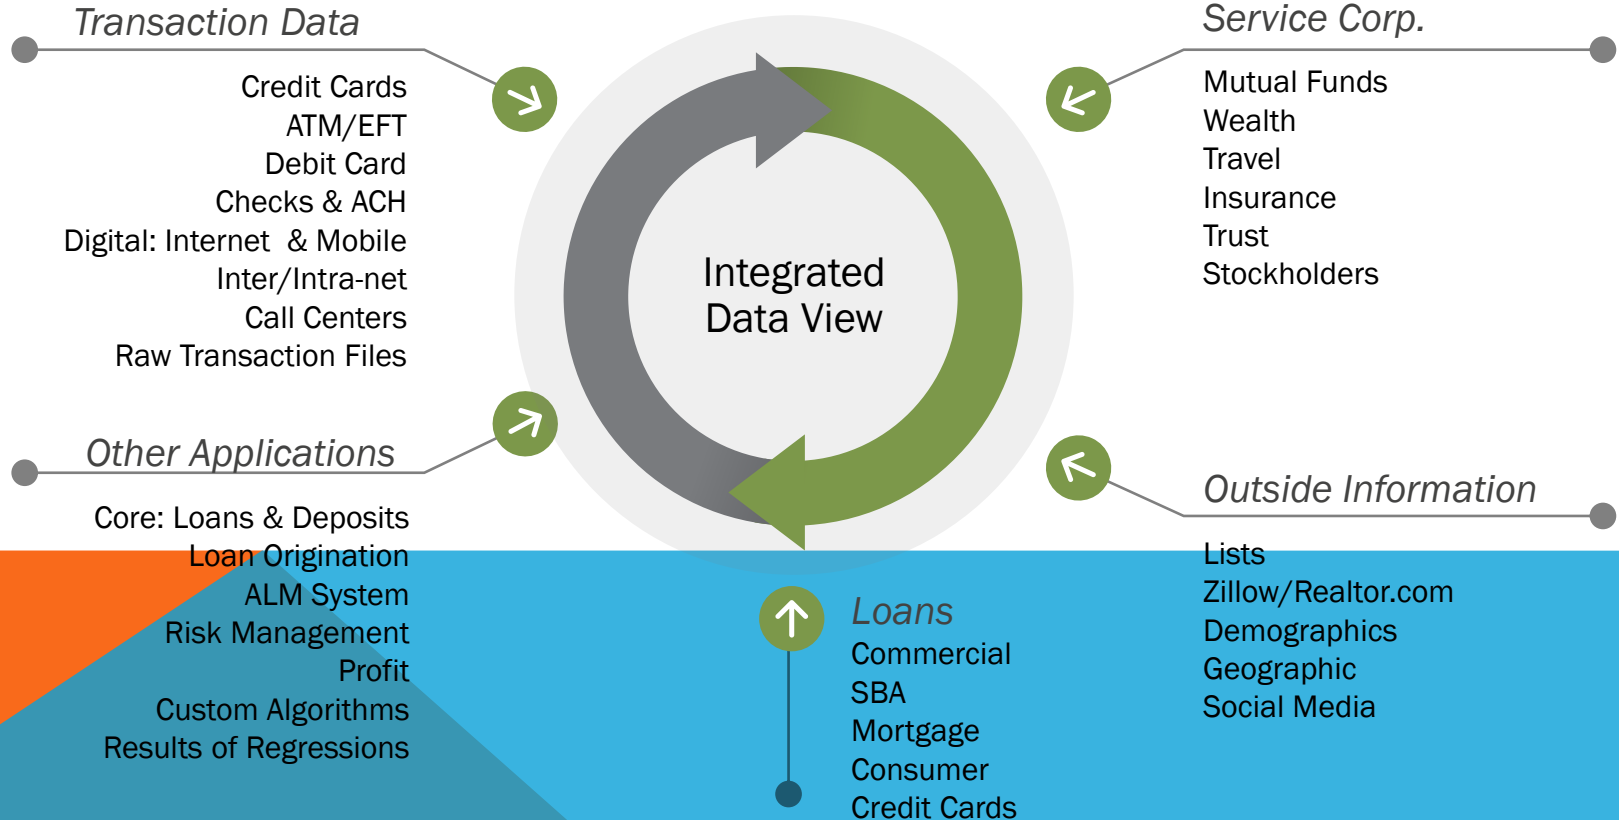 Transaction Data
Credit Cards
ATM/EFT
Debit Card
Checks & ACH
Digital: Internet  & Mobile
Inter/Intra-net
Call Centers
Raw Transaction Files
Service Corp.
Mutual Funds
Wealth
Travel
Insurance
Trust
Stockholders
Integrated
Data View
Other Applications
Core: Loans & Deposits
Loan Origination
ALM System
Risk Management
Profit
Custom Algorithms
Results of Regressions
Loans
Commercial
SBA
Mortgage
Consumer
Credit Cards
Outside Information
Lists
Zillow/Realtor.com
Demographics
Geographic
Social Media